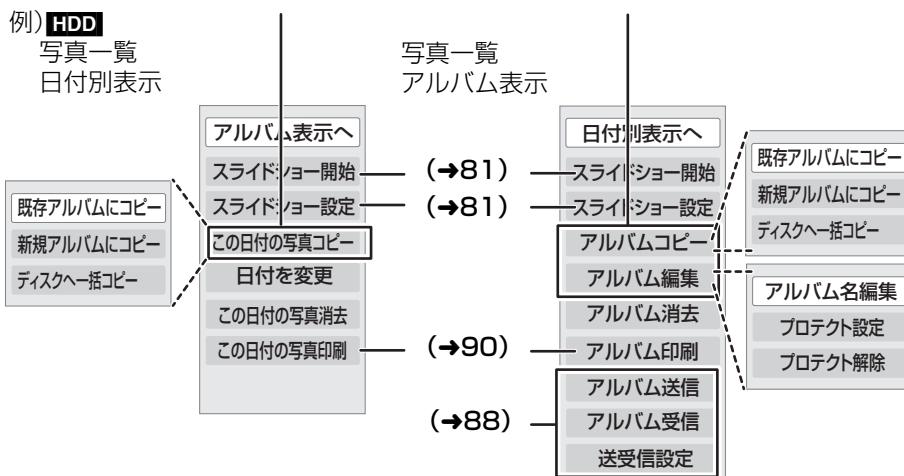 例）HDD
写真一覧
日付別表示
アルバム表示へ
スライドショー開始
スライドショー設定
この日付の写真コピー
日付を変更
この日付の写真消去
この日付の写真印刷
既存アルバムにコピー
新規アルバムにコピー
ディスクへ一括コピー
（➔81）
（➔81）
（➔90）
（➔88）
写真一覧
アルバム表示
日付別表示へ
スライドショー開始
スライドショー設定
アルバムコピー
アルバム編集
アルバム消去
アルバム印刷
アルバム送信
アルバム受信
送受信設定
既存アルバムにコピー
新規アルバムにコピー
ディスクへ一括コピー
アルバム名編集
プロテクト設定
プロテクト解除